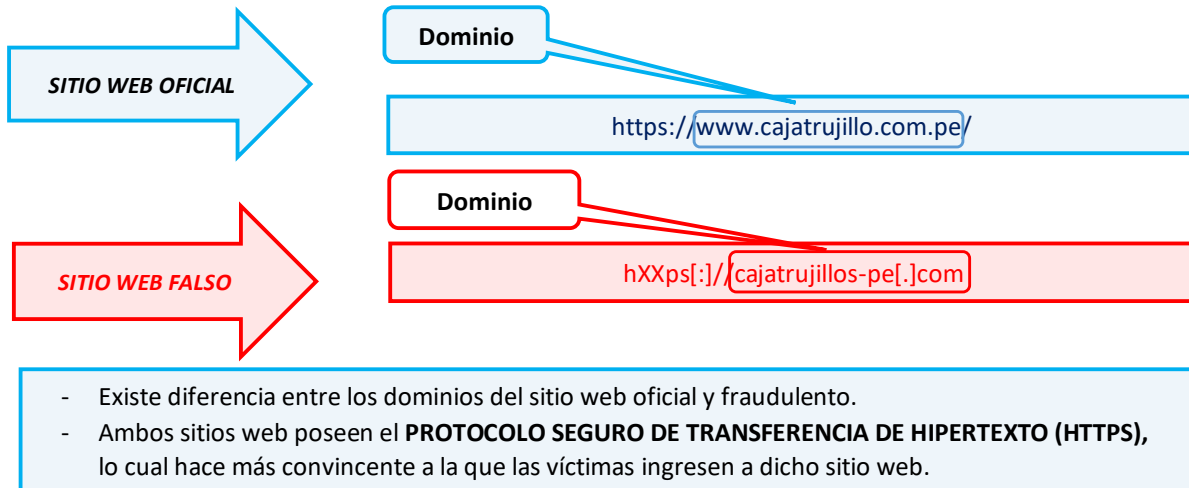 Dominio
SITIO WEB OFICIAL
https://www.cajatrujillo.com.pe/
Dominio
SITIO WEB FALSO
hXXps[:]//cajatrujillos-pe[.]com
- Existe diferencia entre los dominios del sitio web oficial y fraudulento.
- Ambos sitios web poseen el PROTOCOLO SEGURO DE TRANSFERENCIA DE HIPERTEXTO (HTTPS),
lo cual hace más convincente a la que las víctimas ingresen a dicho sitio web.